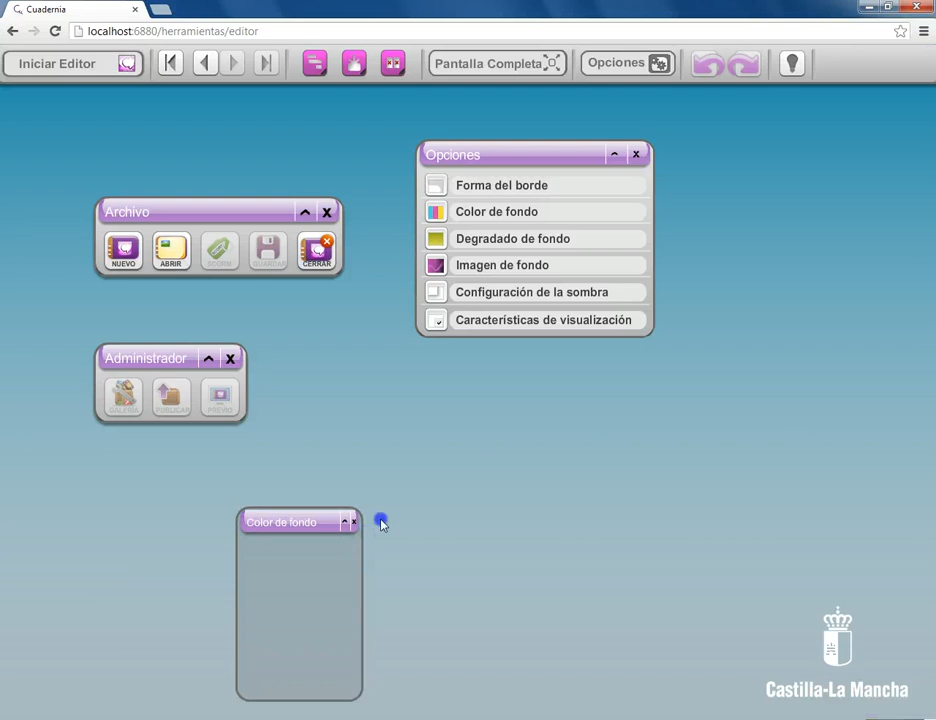 Cuadernia
localhost:6880/herramientas/editor
Iniciar Editor
Pantalla Completa
Opciones
Opciones
Forma del borde
Color de fondo
Degradado de fondo
Imagen de fondo
Configuración de la sombra
Características de visualización
Archivo
NUEVO
ABRIR
SCORM
GUARDAR
CERRAR
Administrador
GALERIA
PUBLICAR
PREVIO
Color de fondo
Castilla-La Mancha